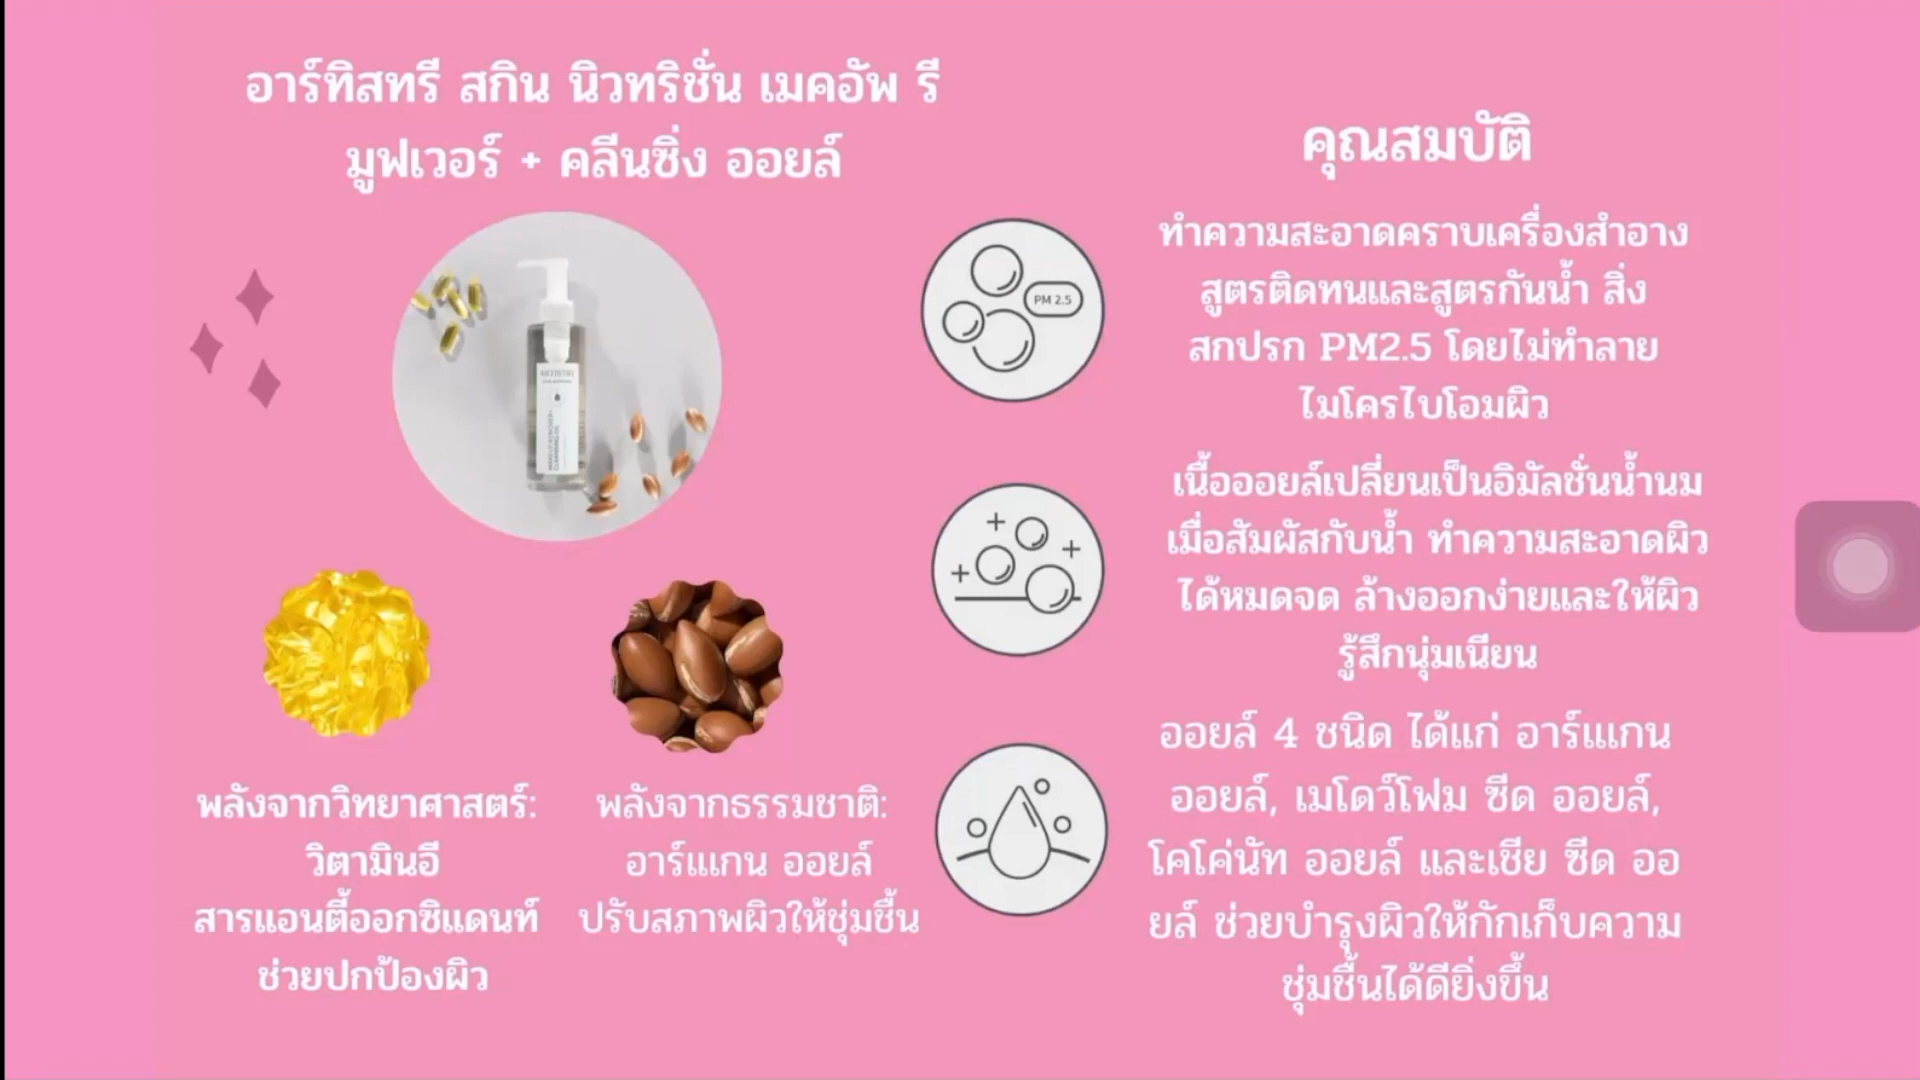 อาร์ทิสทรี สกิน นิวทริชั่น เมคอัพ รี
มูฟเวอร์ + คลีนซิ่ง ออยล์
ARTISTRY
พลังจากวิทยาศาสตร์:
วิตามินอี
สารแอนตี้ออกซิแดนท์
ช่วยปกป้องผิว
พลังจากธรรมชาติ:
อาร์แแกน ออยล์
ปรับสภาพผิวให้ชุ่มชื้น
คุณสมบัติ
PM 2.5
ทำความสะอาดคราบเครื่องสำอาง
สูตรติดทนและสูตรกันน้ำ สิ่ง
สกปรก PM2.5 โดยไม่ทำลาย
ไมโครไบโอมผิว
เนื้อออยล์เปลี่ยนเป็นอิมัลชั่นน้ำนม
เมื่อสัมผัสกับน้ำ ทำความสะอาดผิว
ได้หมดจด ล้างออกง่ายและให้ผิว
รู้สึกนุ่มเนียน
ออยล์ 4 ชนิด ได้แก่ อาร์แแกน
ออยล์, เมโดว์โฟม ซีด ออยล์,
โคโค่นัท ออยล์ และเชีย ซีด ออ
ยล์ ช่วยบำรุงผิวให้กักเก็บความ
ชุ่มชื้นได้ดียิ่งขึ้น